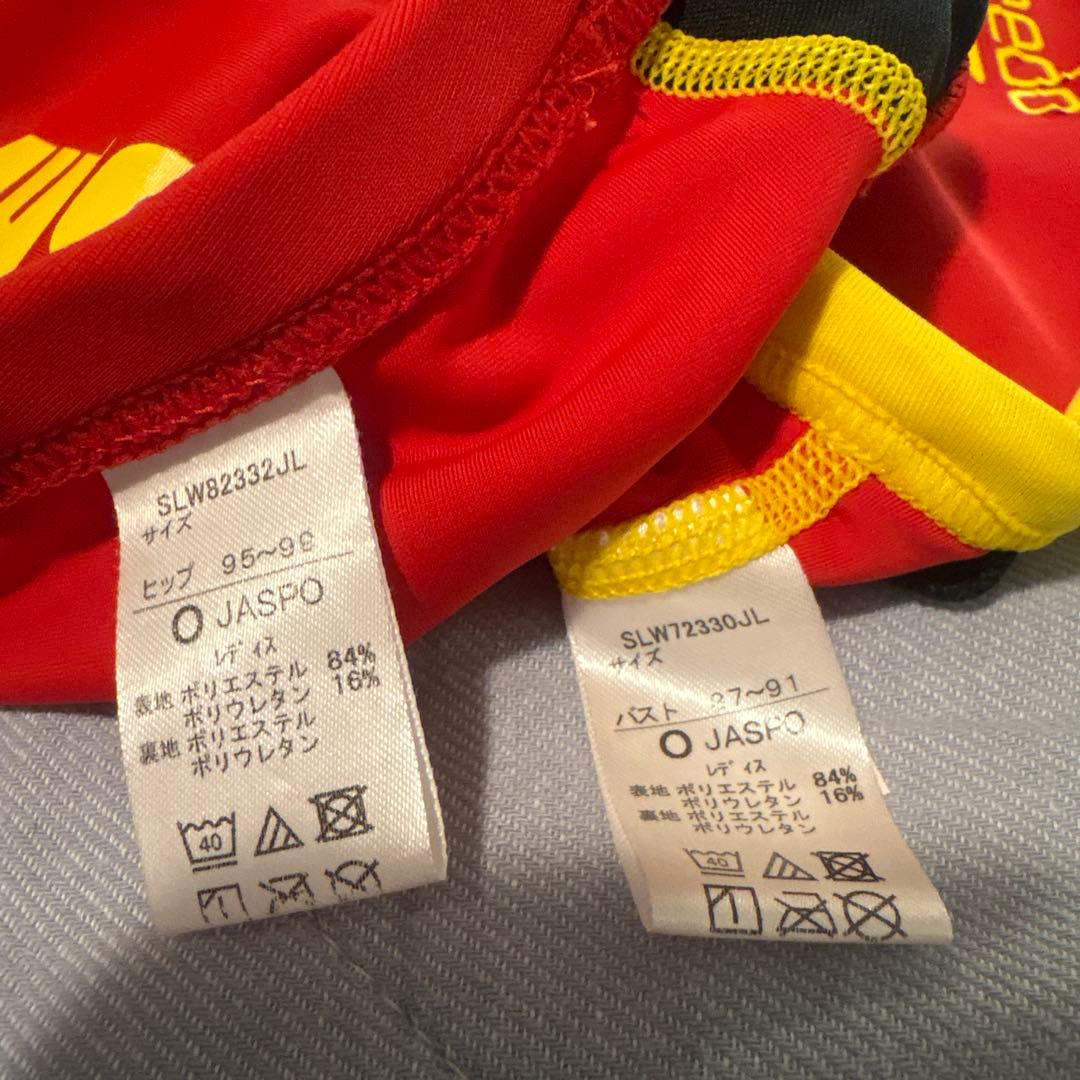 SLW82332JL
サイズ
ヒップ 95~99
O JASPO
レディス
表地 ポリエステル 84%
ポリウレタン 16%
裏地 ポリエステル
ポリウレタン
40
SLW72330JL
サイズ
バスト 87~91
O JASPO
レディス
表地 ポリエステル 84%
ポリウレタン 16%
裏地 ポリエステル
ポリウレタン
40